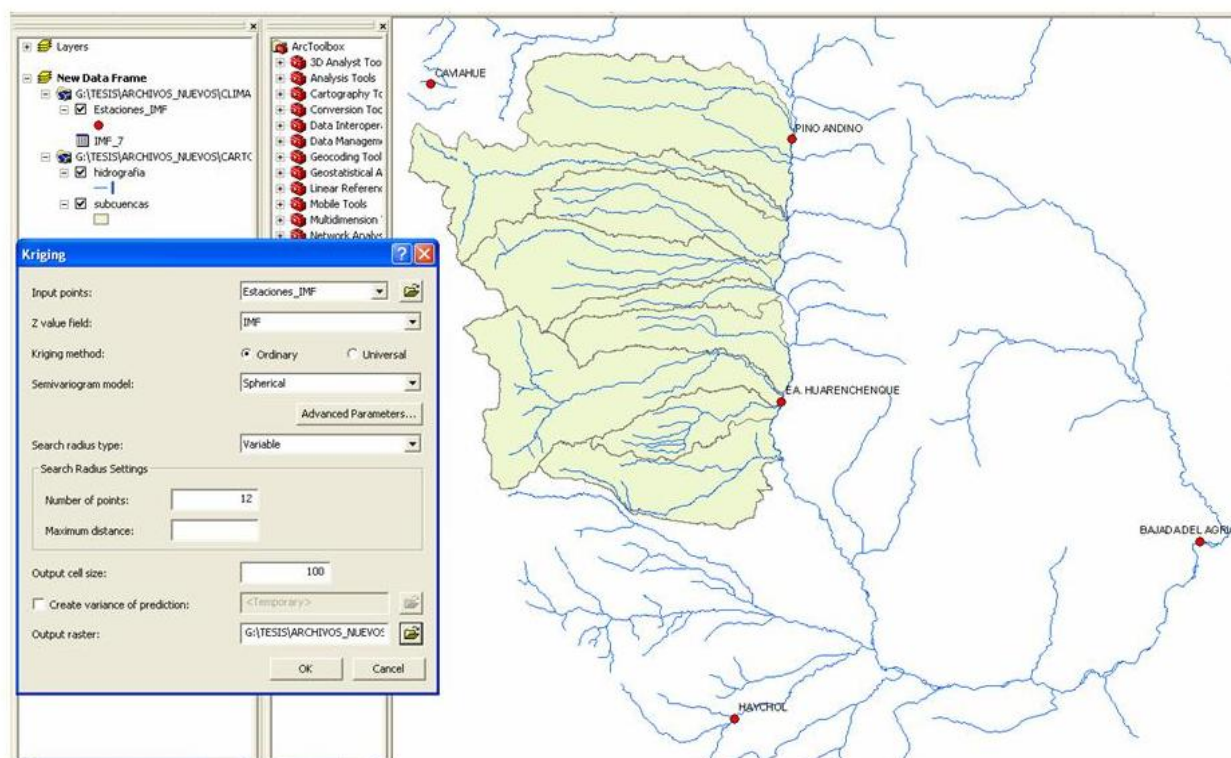 Layers
New Data Frame
G:\TESIS\ARCHIVOS_NUEVOS\CLIMA
Estaciones_IMF
IMF_7
G:\TESIS\ARCHIVOS_NUEVOS\CARTO
hidrografia
subcuencas
ArcToolbox
3D Analyst Too
Analysis Tools
Cartography To
Conversion Too
Data Interoper
Data Managem
Geocoding Tool
Geostatistical A
Linear Referenc
Mobile Tools
Multidimension
Network Analys
Kriging
Input points:
Estaciones_IMF
Z value field:
IMF
Kriging method:
Ordinary
Universal
Semivariogram model:
Spherical
Advanced Parameters...
Search radius type:
Variable
Search Radius Settings
Number of points:
12
Maximum distance:
Output cell size:
100
Create variance of prediction:
<Temporary>
Output raster:
G:\TESIS\ARCHIVOS_NUEVOS
OK
Cancel
CAVIAHUE
PINO ANDINO
EA. HUARENCHENQUE
BAJADA DEL AGRI
HAYCHOL